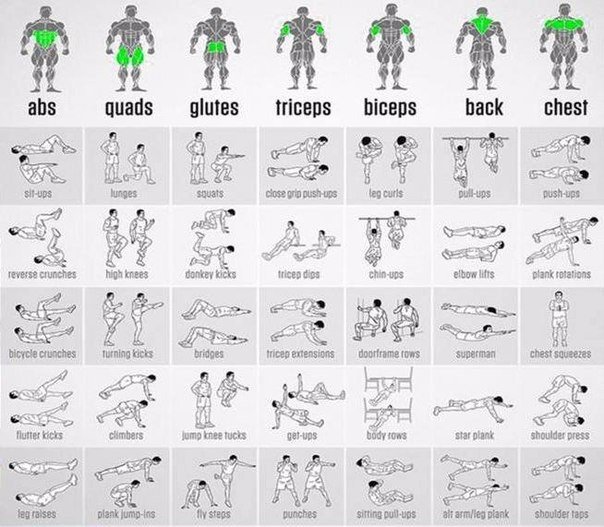 abs quads glutes triceps biceps back chest
sit-ups lunges squats close grip push-ups leg curls pull-ups push-ups
reverse crunches high knees donkey kicks tricep dips chin-ups elbow lifts plank rotations
bicycle crunches turning kicks bridges tricep extensions doorframe rows superman chest squeezes
flutter kicks climbers jump knee tucks get-ups body rows star plank shoulder press
leg raises plank jump-ins fly steps punches sitting pull-ups alt arm/leg plank shoulder taps